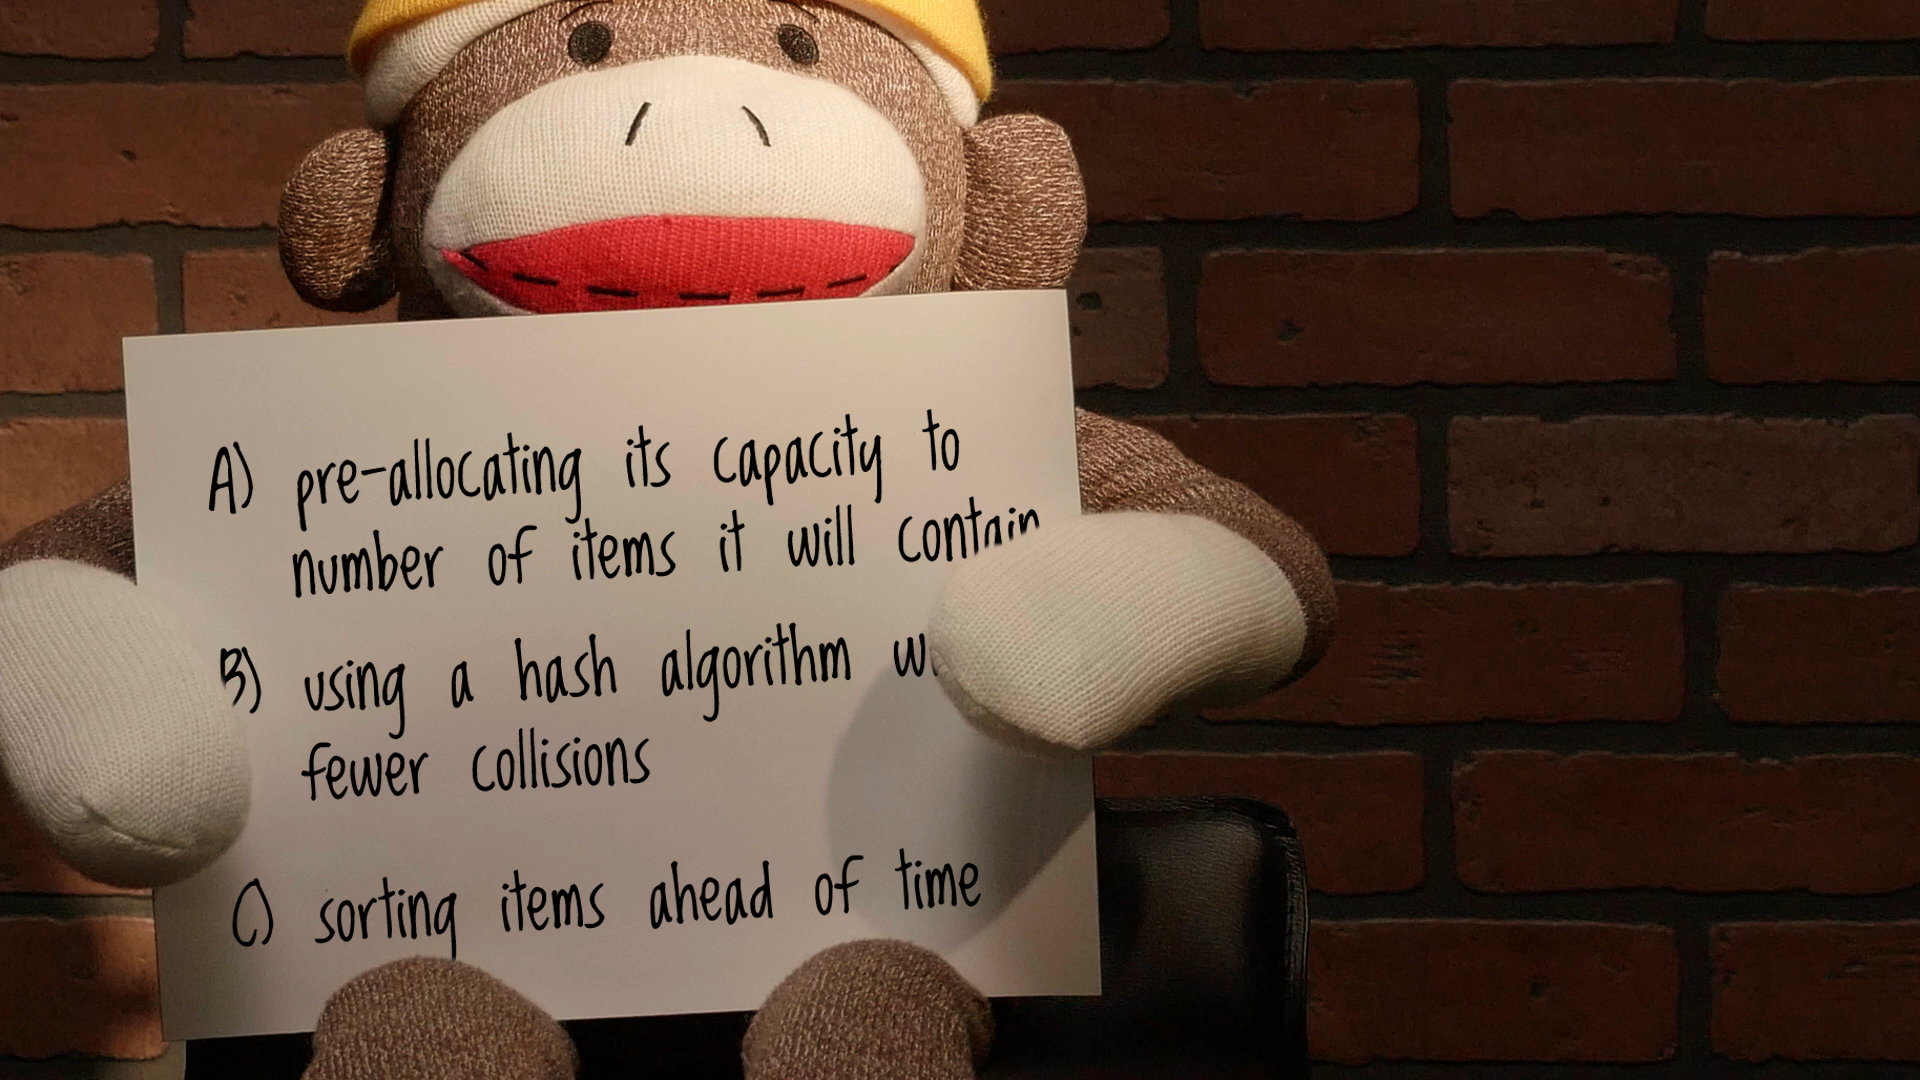 A) pre-allocating its capacity to
number of items it will contain
B) using a hash algorithm
fewer collisions
C) sorting items ahead of time